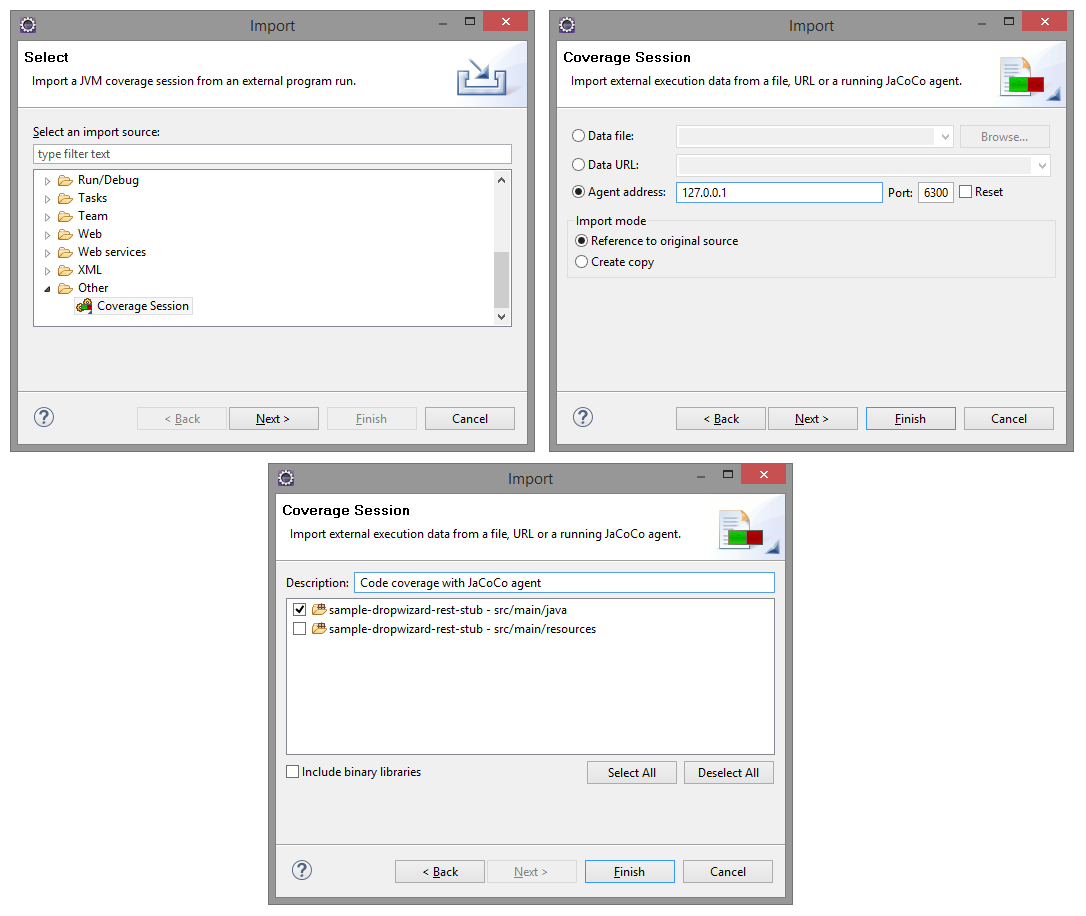 Import
Select
Import a JVM coverage session from an external program run.
Select an import source:
type filter text
Run/Debug
Tasks
Team
Web
Web services
XML
Other
Coverage Session
< Back
Next >
Finish
Cancel
Import
Coverage Session
Import external execution data from a file, URL or a running JaCoCo agent.
Data file:
Browse...
Data URL:
Agent address: 127.0.0.1 Port: 6300 Reset
Import mode
Reference to original source
Create copy
< Back
Next >
Finish
Cancel
Import
Coverage Session
Import external execution data from a file, URL or a running JaCoCo agent.
Description: Code coverage with JaCoCo agent
sample-dropwizard-rest-stub - src/main/java
sample-dropwizard-rest-stub - src/main/resources
Include binary libraries
Select All
Deselect All
< Back
Next >
Finish
Cancel